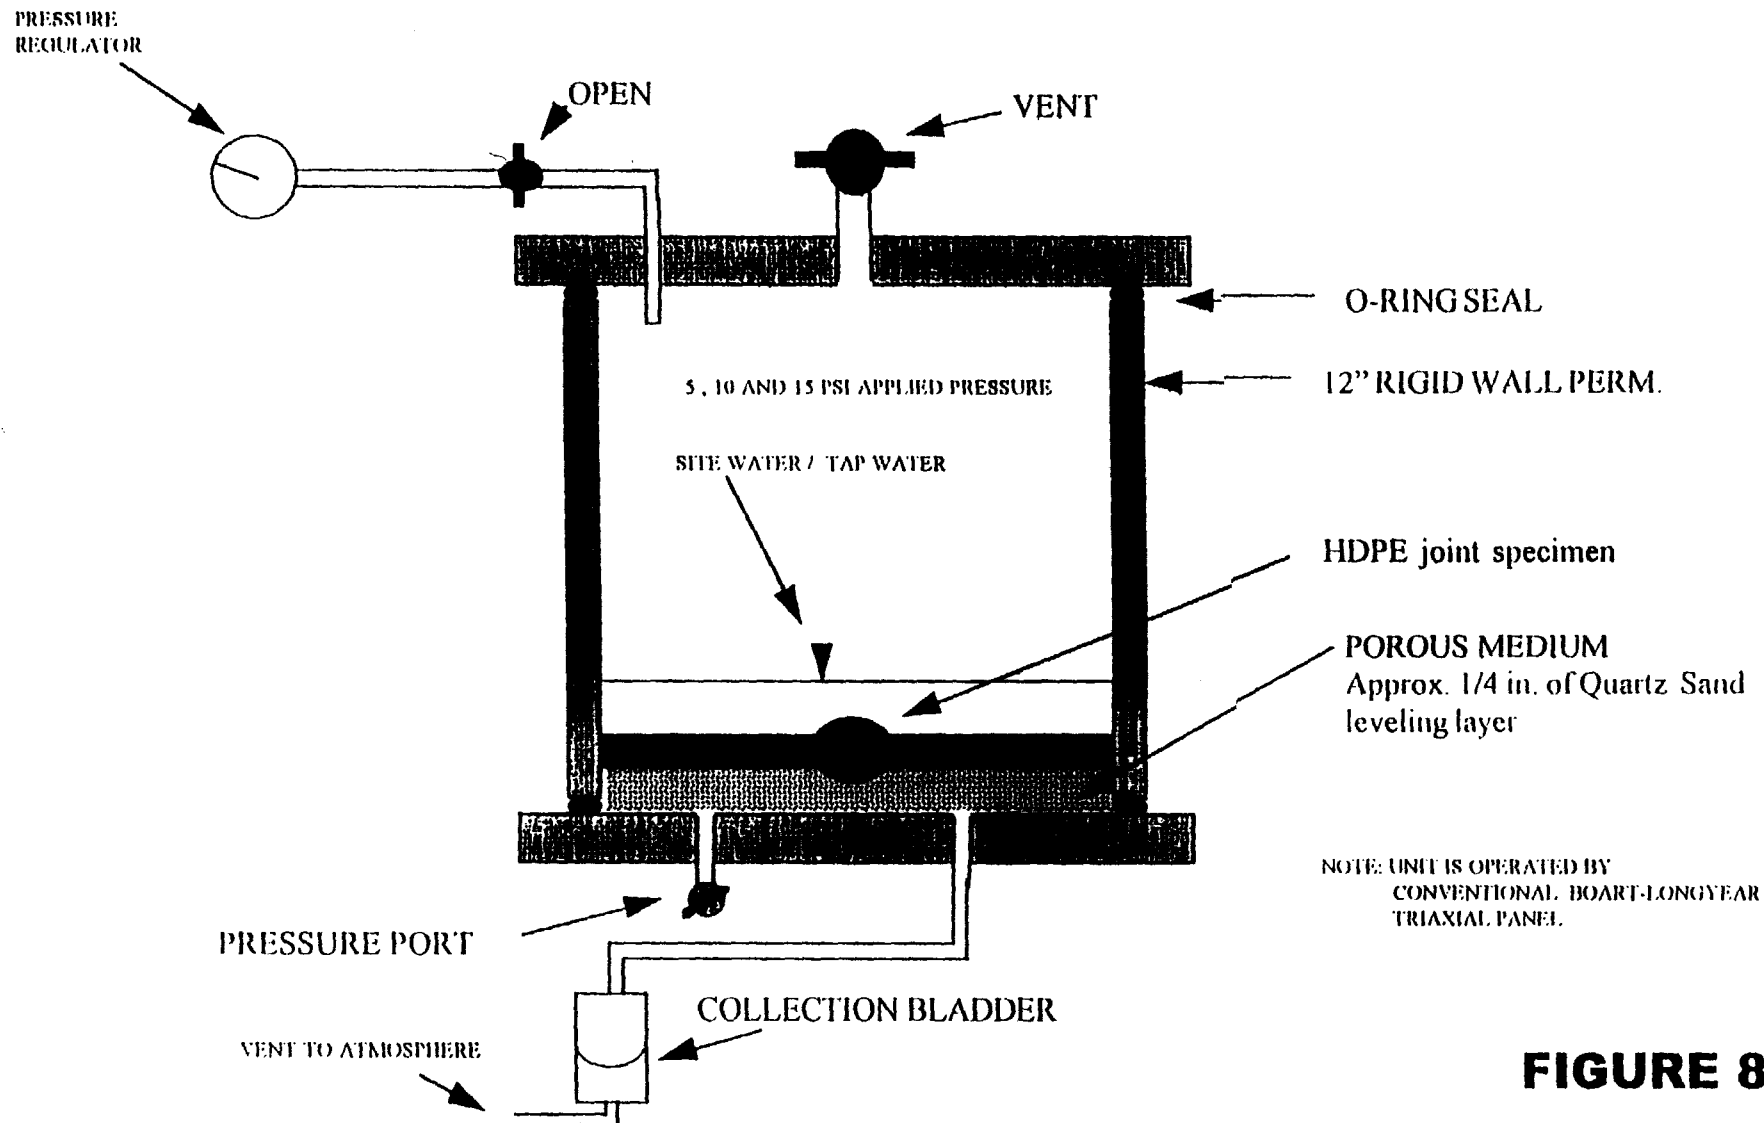 PRESSURE
REGULATOR
OPEN
VENT
O-RING SEAL
12" RIGID WALL PERM.
5, 10 AND 15 PSI APPLIED PRESSURE
SITE WATER / TAP WATER
HDPE joint specimen
POROUS MEDIUM
Approx. 1/4 in. of Quartz Sand
leveling layer
NOTE: UNIT IS OPERATED BY
CONVENTIONAL BOART-LONGYEAR
TRIAXIAL PANEL
PRESSURE PORT
COLLECTION BLADDER
VENT TO ATMOSPHERE
FIGURE 8